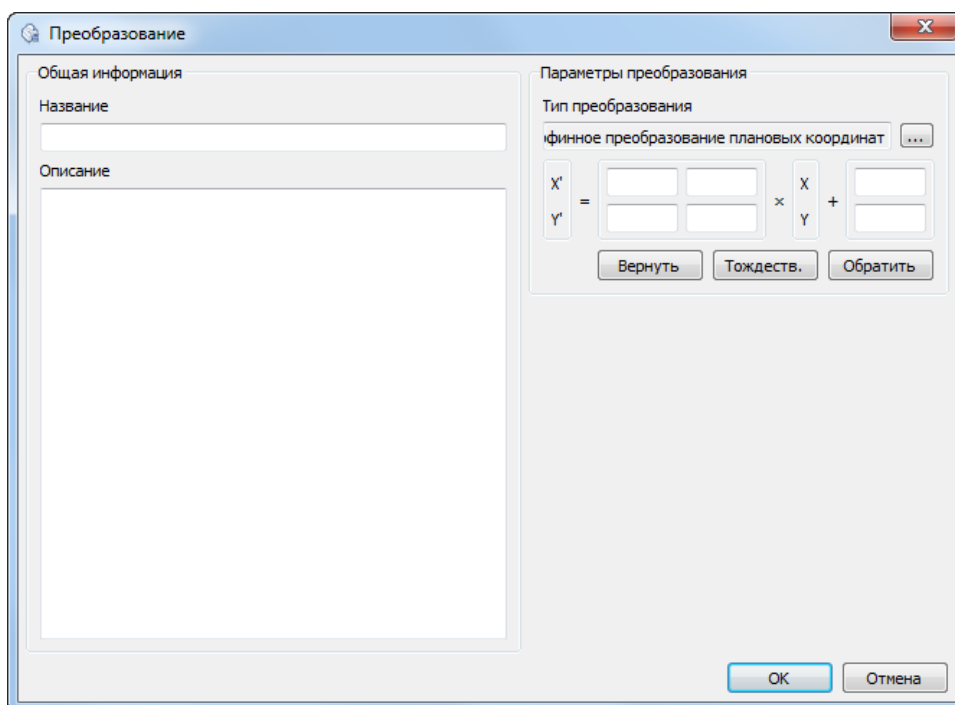 Преобразование
Общая информация
Название
Описание
Параметры преобразования
Тип преобразования
финное преобразование плановых координат ...
X' = × X +
Y' Y
Вернуть Тождеств. Обратить
OK Отмена